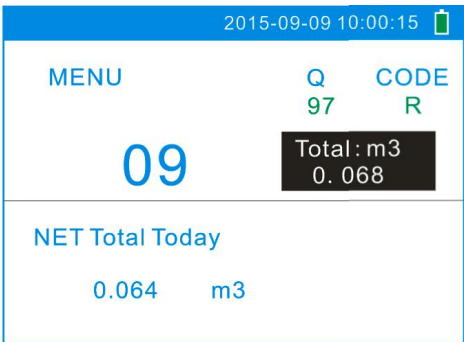 2015-09-09 10:00:15
MENU Q CODE
97 R
09
Total: m3
0. 068
NET Total Today
0.064 m3